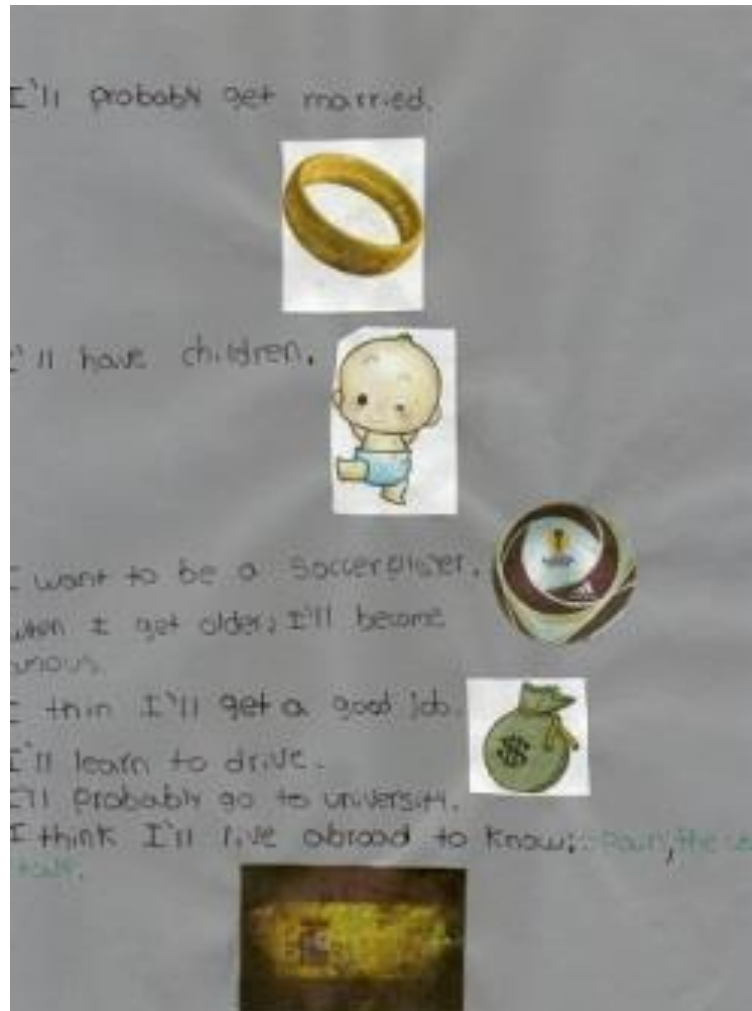 I'll probably get married.
I'll have children.
I want to be a soccerplayer.
when I get older; I'll become
famous.
I thin I'll get a good job.
$
I'll learn to drive.
I'll probably go to university.
I think I'll live abroad to know: